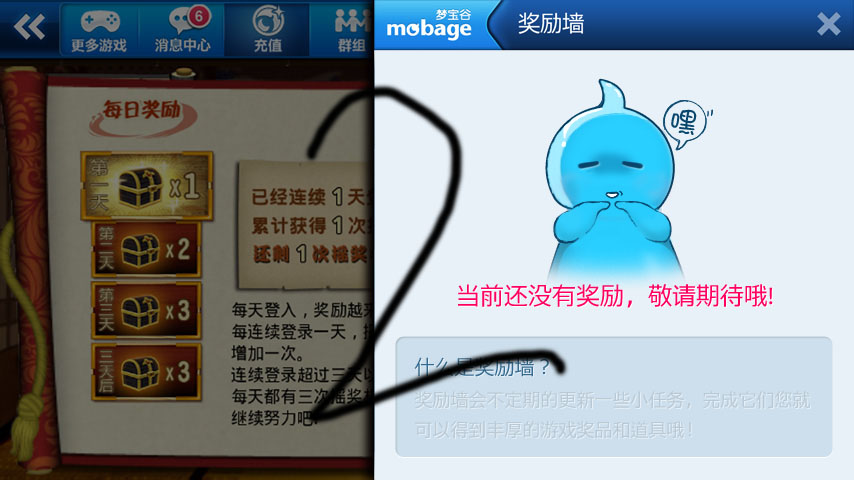 更多游戏
6
消息中心
充值
群组
梦宝谷
mobage
奖励墙
每日奖励
第一天
x1
第二天
x2
第三天
x3
三天后
x3
已经连续1天
累计获得1次
还剩1次摇奖
每天登入，奖励越
每连续登录一天，
增加一次。
连续登录超过三天
每天都有三次摇奖
继续努力吧
2
嘿
当前还没有奖励，敬请期待哦!
什么是奖励墙？
奖励墙会不定期的更新一些小任务，完成它们您就
可以得到丰厚的游戏奖品和道具哦！